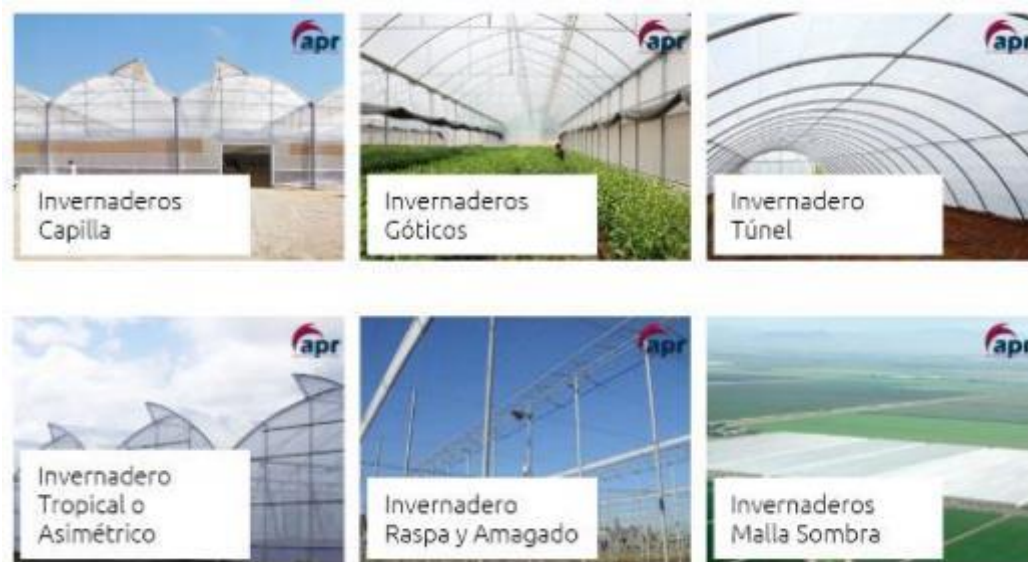 apr
apr
apr
Invernaderos
Capilla
Invernaderos
Góticos
Invernadero
Túnel
apr
apr
apr
Invernadero
Tropical o
Asimétrico
Invernadero
Raspa y Amagado
Invernaderos
Malla Sombra